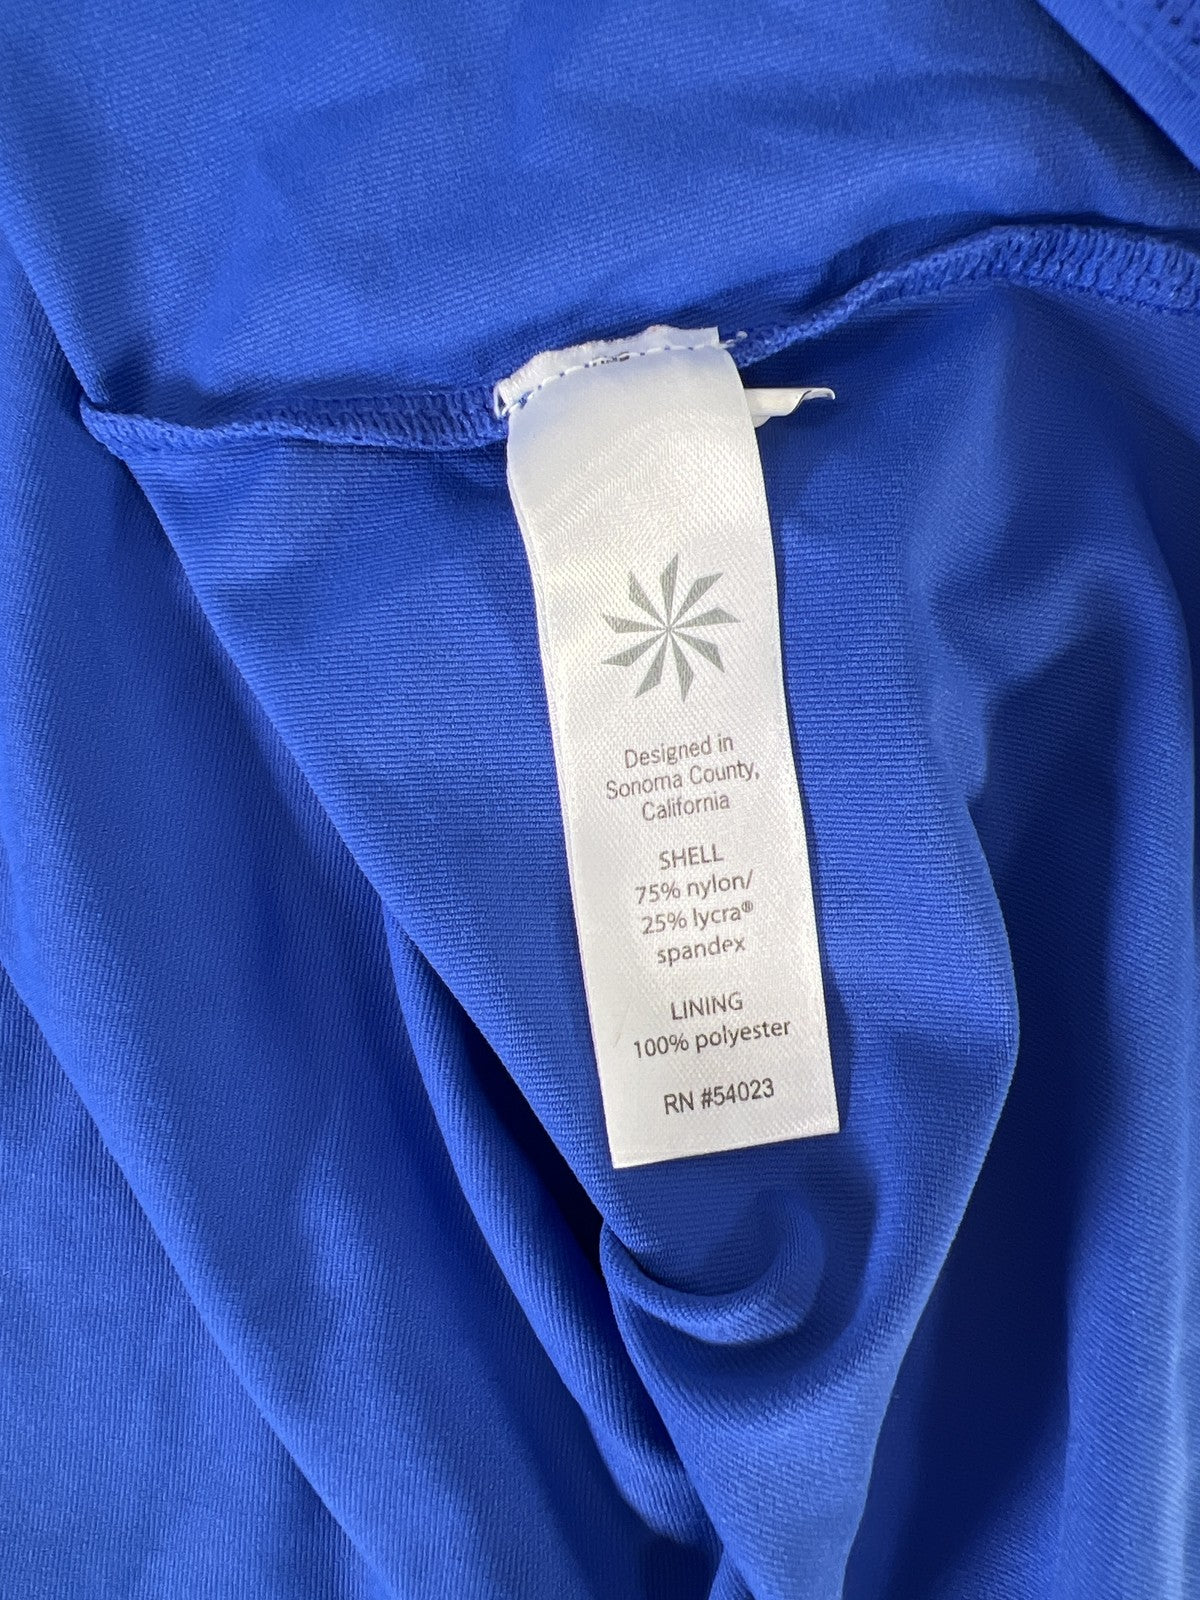 Designed in
Sonoma County,
California
SHELL
75% nylon/
25% lycra®
spandex
LINING
100% polyester
RN #54023